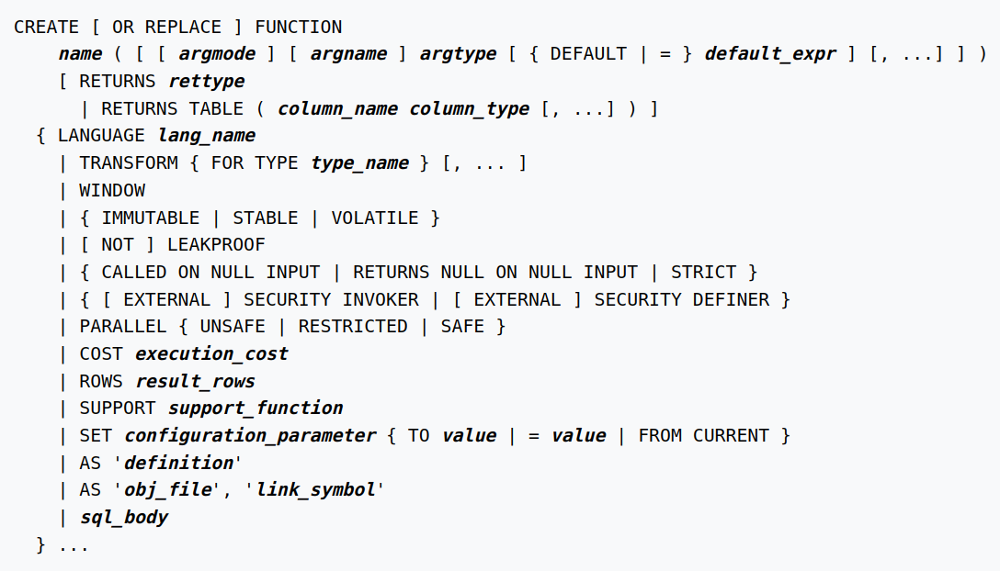 CREATE [ OR REPLACE ] FUNCTION
    name ( [ [ argmode ] [ argname ] argtype [ { DEFAULT | = } default_expr ] [, ...] ] )
    [ RETURNS rettype
      | RETURNS TABLE ( column_name column_type [, ...] ) ]
  { LANGUAGE lang_name
    | TRANSFORM { FOR TYPE type_name } [, ... ]
    | WINDOW
    | { IMMUTABLE | STABLE | VOLATILE }
    | [ NOT ] LEAKPROOF
    | { CALLED ON NULL INPUT | RETURNS NULL ON NULL INPUT | STRICT }
    | { [ EXTERNAL ] SECURITY INVOKER | [ EXTERNAL ] SECURITY DEFINER }
    | PARALLEL { UNSAFE | RESTRICTED | SAFE }
    | COST execution_cost
    | ROWS result_rows
    | SUPPORT support_function
    | SET configuration_parameter { TO value | = value | FROM CURRENT }
    | AS 'definition'
    | AS 'obj_file', 'link_symbol'
    | sql_body
  } ...